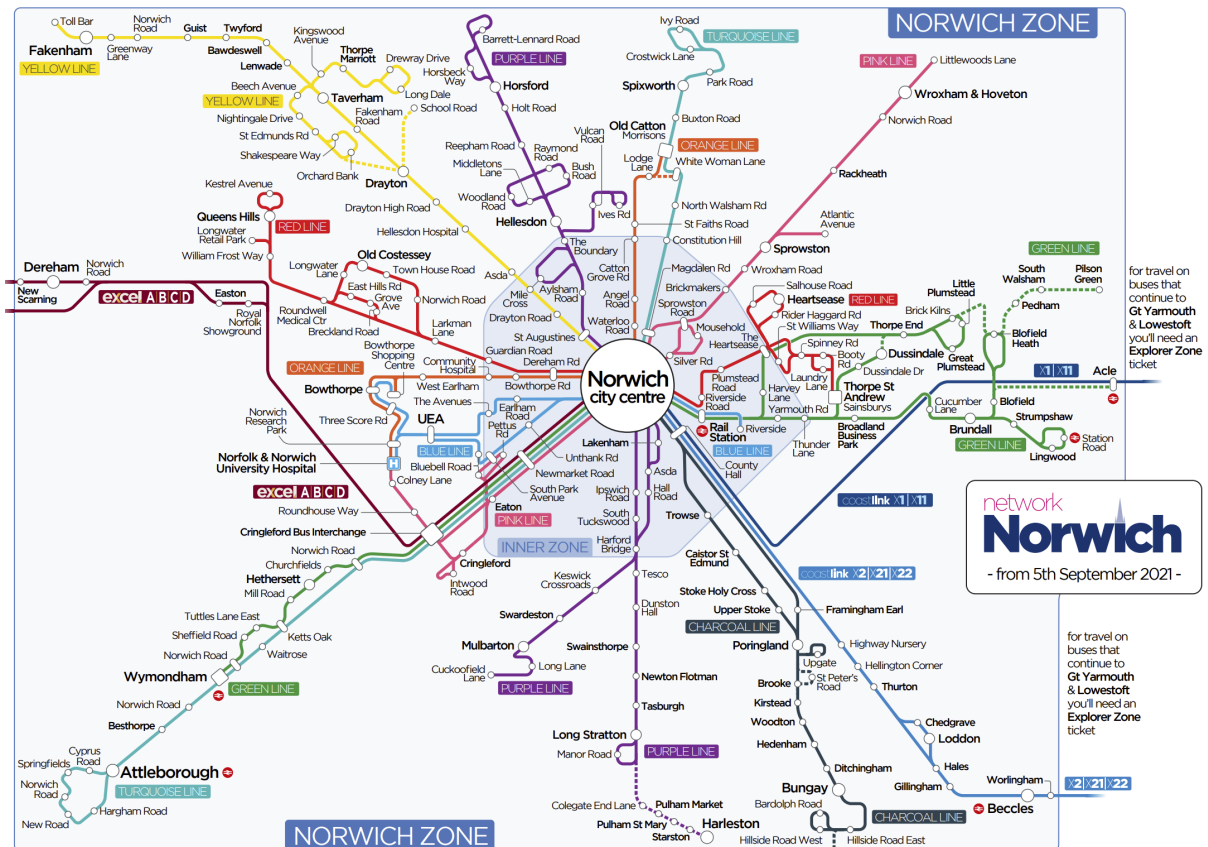 NORWICH ZONE
Toll Bar
Fakenham
YELLOW LINE
Greenway
Lane
Norwich
Road
Guist
Twyford
Bawdeswell
Lenwade
Kingswood
Avenue
Thorpe
Marriott
Drewray Drive
Beech Avenue
YELLOW LINE
Taverham
Long Dale
School Road
Nightingale Drive
Fakenham
Road
St Edmunds Rd
Shakespeare Way
Orchard Bank
Drayton
Drayton High Road
Hellesdon Hospital
Asda
Mile
Cross
Drayton Road
St Augustines
Barrett-Lennard Road
PURPLE LINE
Horsbeck
Way
Horsford
Holt Road
Reepham Road
Middletons
Lane
Raymond
Road
Bush
Road
Vulcan
Road
Woodland
Road
Hellesdon
Ives Rd
The
Boundary
Aylsham
Road
Ivy Road
TURQUOISE LINE
Crostwick Lane
Park Road
Spixworth
Buxton Road
Old Catton
Morrisons
ORANGE LINE
Lodge
Lane
White Woman Lane
North Walsham Rd
St Faiths Road
Constitution Hill
Catton
Grove Rd
Angel
Road
Waterloo
Road
Magdalen Rd
Brickmakers
Sprowston
Road
Mousehold
Silver Rd
PINK LINE
Littlewoods Lane
Wroxham & Hoveton
Norwich Road
Rackheath
Atlantic
Avenue
Sprowston
Wroxham Road
Salhouse Road
Heartsease
RED LINE
Rider Haggard Rd
St Williams Way
The
Heartsease
Spinney Rd
Booty
Rd
Laundry
Lane
Plumstead
Road
Riverside
Road
Harvey
Lane
Thorpe End
Dussindale
Dussindale Dr
Thorpe St
Andrew
Sainsburys
Yarmouth Rd
Rail
Station
Riverside
BLUE LINE
Thunder
Lane
Broadland
Business
Park
County
Hall
GREEN LINE
South
Walsham
Pilson
Green
Little
Plumstead
Brick Kilns
Pedham
Blofield
Heath
Great
Plumstead
X1|X11
Acle
Cucumber
Lane
Blofield
Brundall
GREEN LINE
Strumpshaw
Station
Road
Lingwood
for travel on
buses that
continue to
Gt Yarmouth
& Lowestoft
you'll need an
Explorer Zone
ticket
Kestrel Avenue
Queens Hills
RED LINE
Longwater
Retail Park
William Frost Way
Longwater
Lane
Old Costessey
Town House Road
East Hills Rd
Grove
Ave
Norwich Road
Roundwell
Medical Ctr
Breckland Road
Larkman
Lane
Dereham
Norwich
Road
New
Scarning
excel ABCD
Easton
Royal
Norfolk
Showground
Bowthorpe
Shopping
Centre
Community
Hospital
Guardian Road
Dereham Rd
ORANGE LINE
Bowthorpe
West Earlham
Bowthorpe Rd
The Avenues
Three Score Rd
UEA
Earlham
Road
Pettus
Rd
BLUE LINE
Norwich
Research
Park
Norfolk & Norwich
University Hospital
H
Bluebell Road
Unthank Rd
Newmarket Road
South Park
Avenue
Colney Lane
excel ABCD
Roundhouse Way
Eaton
PINK LINE
Cringleford Bus Interchange
INNER ZONE
Cringleford
Intwood
Road
Norwich
city centre
Lakenham
Asda
Ipswich
Road
Hall
Road
South
Tuckswood
Harford
Bridge
Tesco
Keswick
Crossroads
Dunston
Hall
Swardeston
Swainsthorpe
Mulbarton
Long Lane
Cuckoofield
Lane
PURPLE LINE
Newton Flotman
Tasburgh
Long Stratton
Manor Road
PURPLE LINE
Colegate End Lane
Pulham Market
Pulham St Mary
Starston
Harleston
Norwich Road
Churchfields
Hethersett
Mill Road
Tuttles Lane East
Sheffield Road
Ketts Oak
Norwich Road
Waitrose
Wymondham
GREEN LINE
Norwich Road
Besthorpe
Cyprus
Road
Springfields
Attleborough
TURQUOISE LINE
Norwich
Road
Hargham Road
New Road
NORWICH ZONE
Trowse
Caistor St
Edmund
Stoke Holy Cross
Upper Stoke
CHARCOAL LINE
Poringland
Upgate
St Peter's
Road
Brooke
Kirstead
Woodton
Hedenham
Ditchingham
Bungay
Bardolph Road
CHARCOAL LINE
Hillside Road West
Hillside Road East
coastlink X1|X11
coastlink X2|X21|X22
Framingham Earl
Highway Nursery
Hellington Corner
Thurton
Chedgrave
Loddon
Hales
Gillingham
Worlingham
X2|X21|X22
Beccles
network
Norwich
- from 5th September 2021 -
for travel on
buses that
continue to
Gt Yarmouth
& Lowestoft
you'll need an
Explorer Zone
ticket